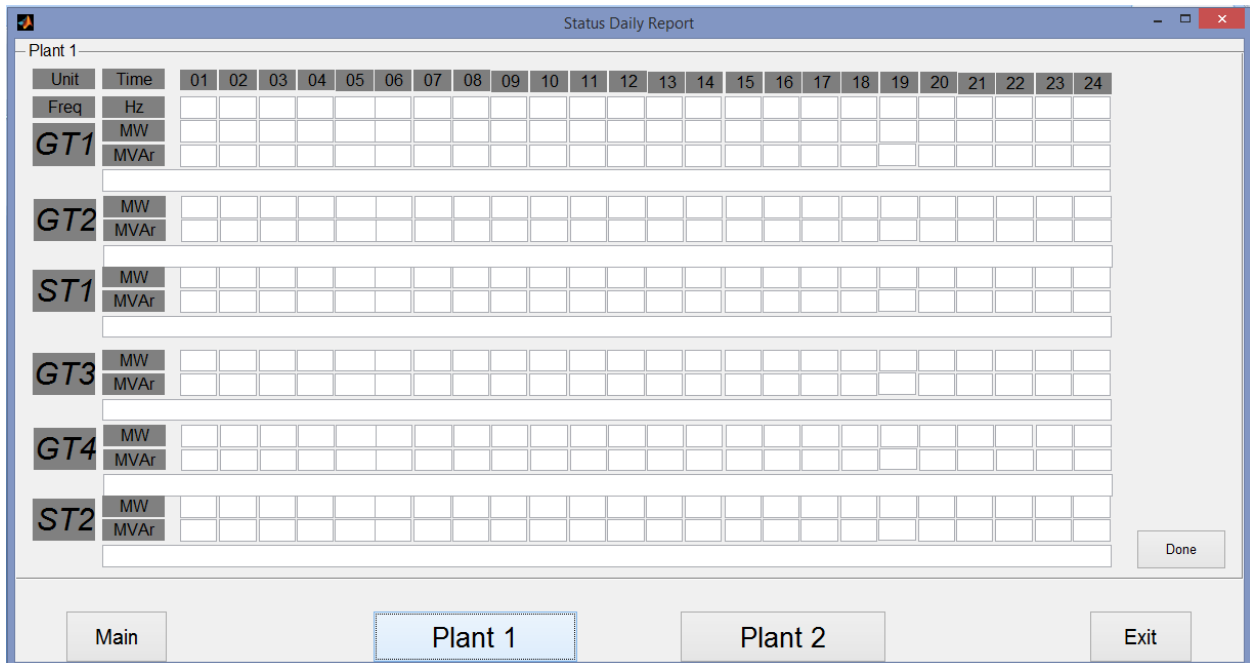 Status Daily Report
Plant 1
Unit Time 01 02 03 04 05 06 07 08 09 10 11 12 13 14 15 16 17 18 19 20 21 22 23 24
Freq Hz
GT1 MW
MVAr
GT2 MW
MVAr
ST1 MW
MVAr
GT3 MW
MVAr
GT4 MW
MVAr
ST2 MW
MVAr
Done
Main Plant 1 Plant 2 Exit